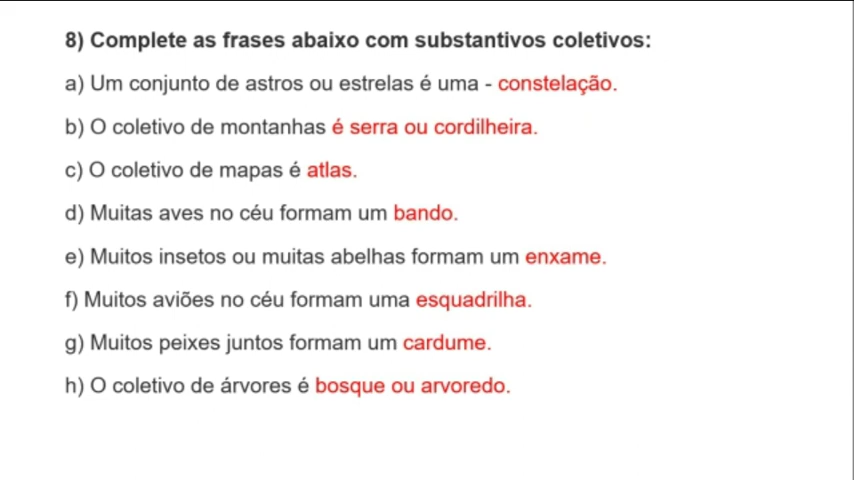 8) Complete as frases abaixo com substantivos coletivos:
a) Um conjunto de astros ou estrelas é uma - constelação.
b) O coletivo de montanhas é serra ou cordilheira.
c) O coletivo de mapas é atlas.
d) Muitas aves no céu formam um bando.
e) Muitos insetos ou muitas abelhas formam um enxame.
f) Muitos aviões no céu formam uma esquadrilha.
g) Muitos peixes juntos formam um cardume.
h) O coletivo de árvores é bosque ou arvoredo.